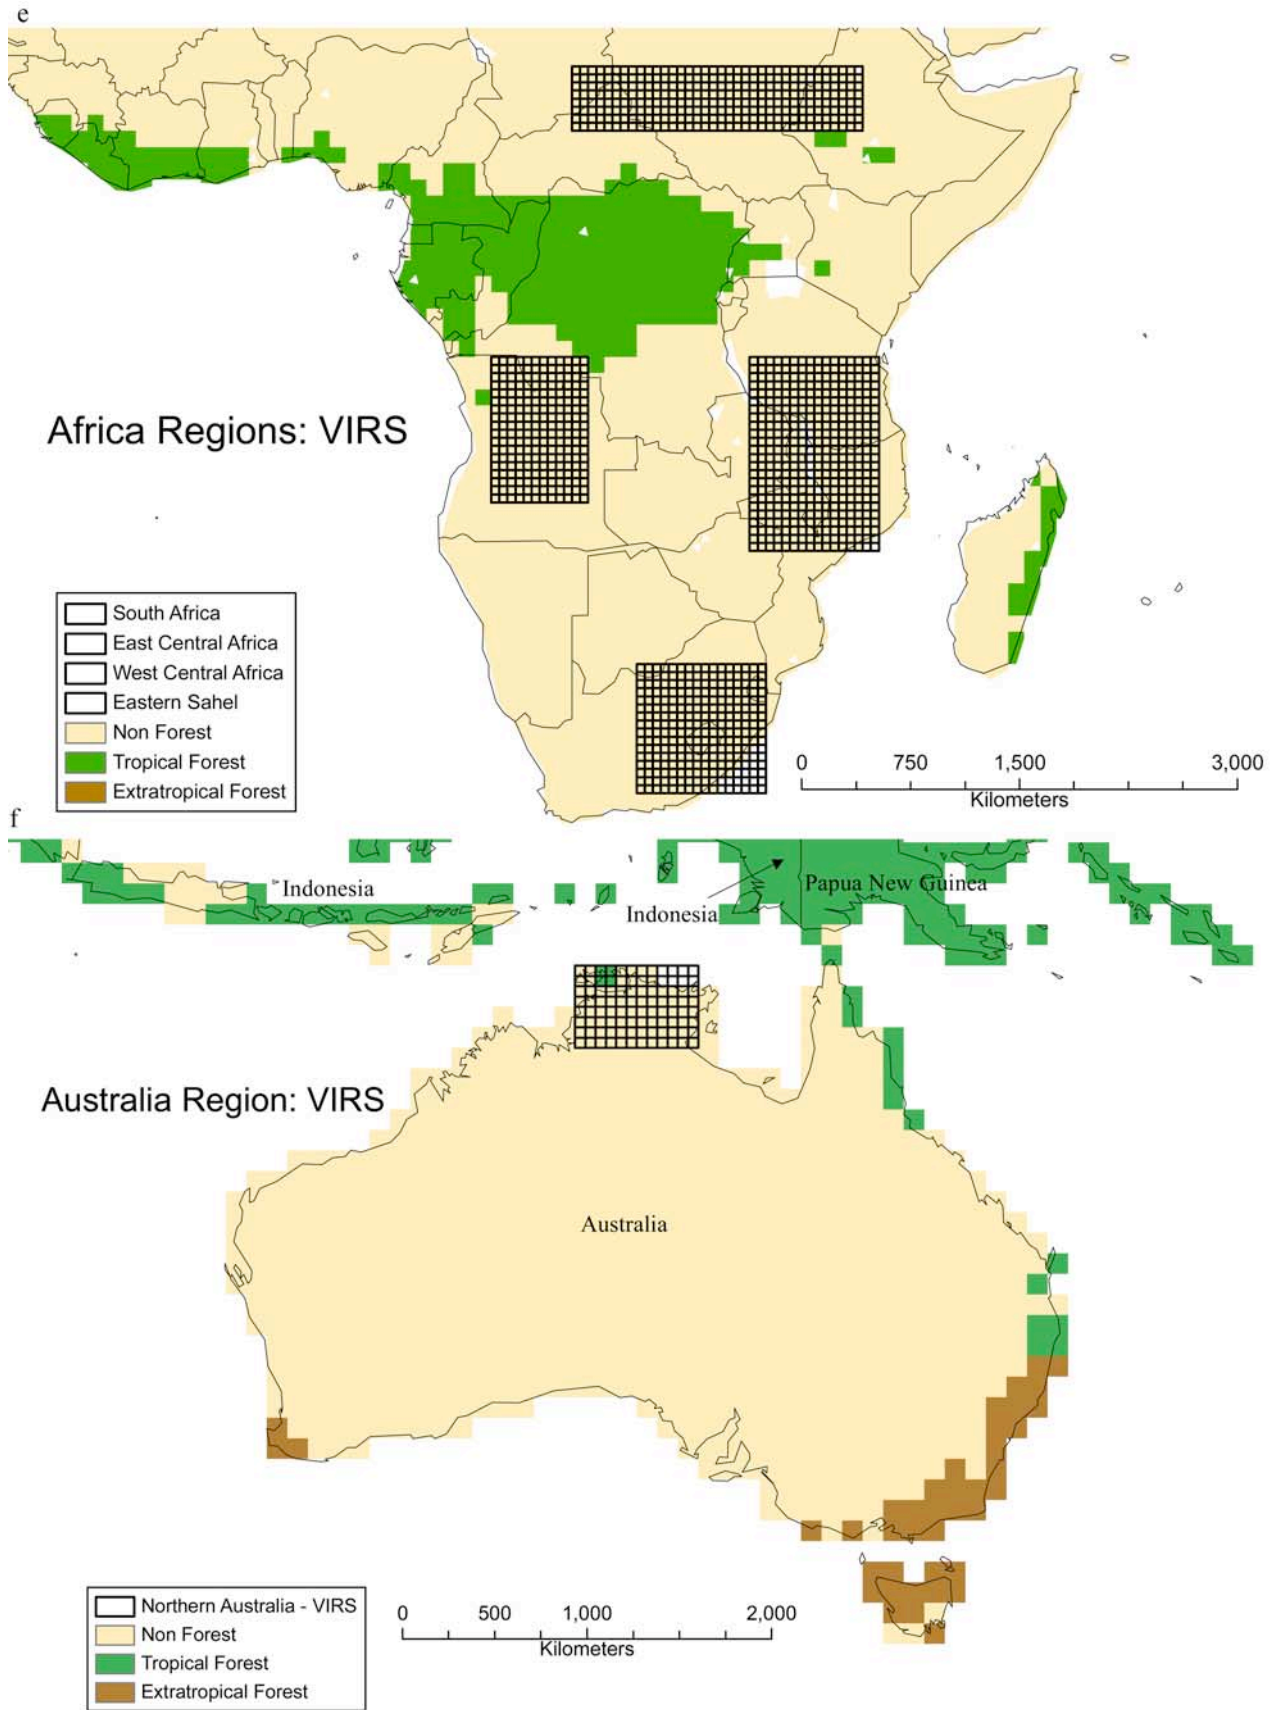 e
Africa Regions: VIRS
South Africa
East Central Africa
West Central Africa
Eastern Sahel
Non Forest
Tropical Forest
Extratropical Forest
0 750 1,500 3,000
Kilometers
f
Indonesia
Papua New Guinea
Indonesia
Australia Region: VIRS
Australia
Northern Australia - VIRS
Non Forest
Tropical Forest
Extratropical Forest
0 500 1,000 2,000
Kilometers